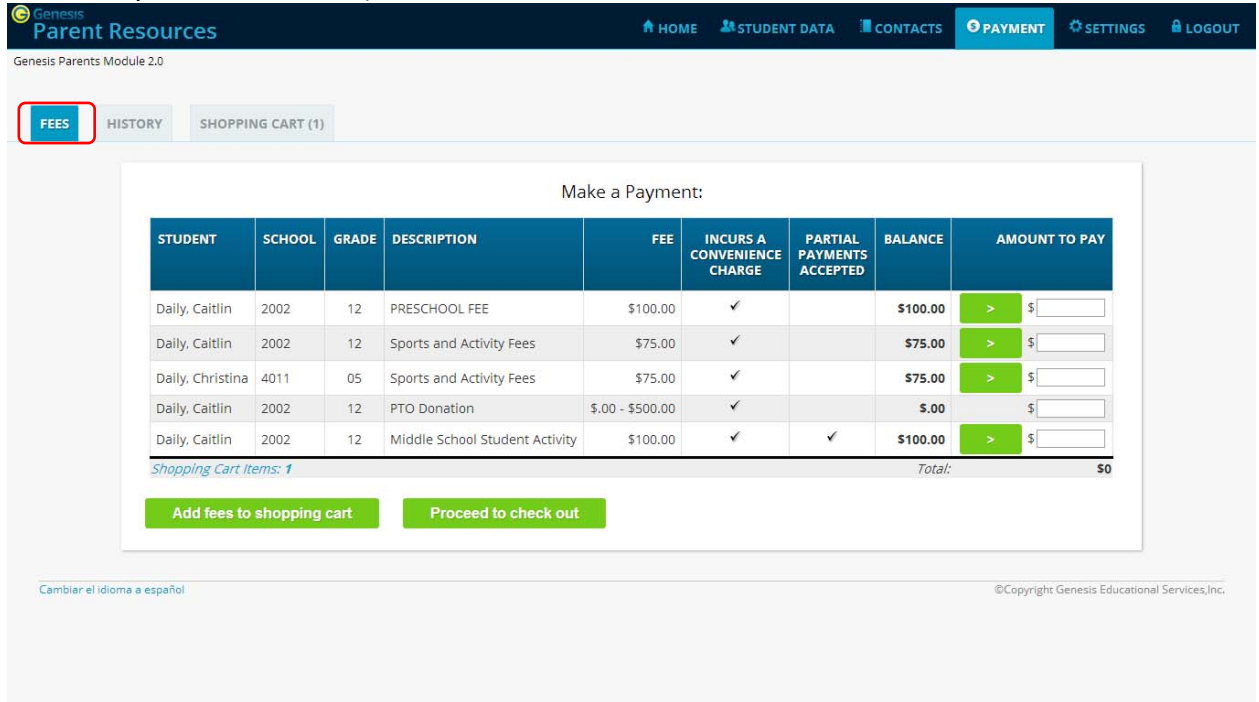 Genesis
Parent Resources
HOME STUDENT DATA CONTACTS PAYMENT SETTINGS LOGOUT
Genesis Parents Module 2.0
FEES HISTORY SHOPPING CART (1)
Make a Payment:
STUDENT SCHOOL GRADE DESCRIPTION FEE INCURS A CONVENIENCE CHARGE PARTIAL PAYMENTS ACCEPTED BALANCE AMOUNT TO PAY
Daily, Caitlin 2002 12 PRESCHOOL FEE $100.00 ✓ $100.00 > $
Daily, Caitlin 2002 12 Sports and Activity Fees $75.00 ✓ $75.00 > $
Daily, Christina 4011 05 Sports and Activity Fees $75.00 ✓ $75.00 > $
Daily, Caitlin 2002 12 PTO Donation $.00 - $500.00 ✓ $.00 $
Daily, Caitlin 2002 12 Middle School Student Activity $100.00 ✓ ✓ $100.00 > $
Shopping Cart Items: 1 Total: $0
Add fees to shopping cart Proceed to check out
Cambiar el idioma a español ©Copyright Genesis Educational Services,Inc.